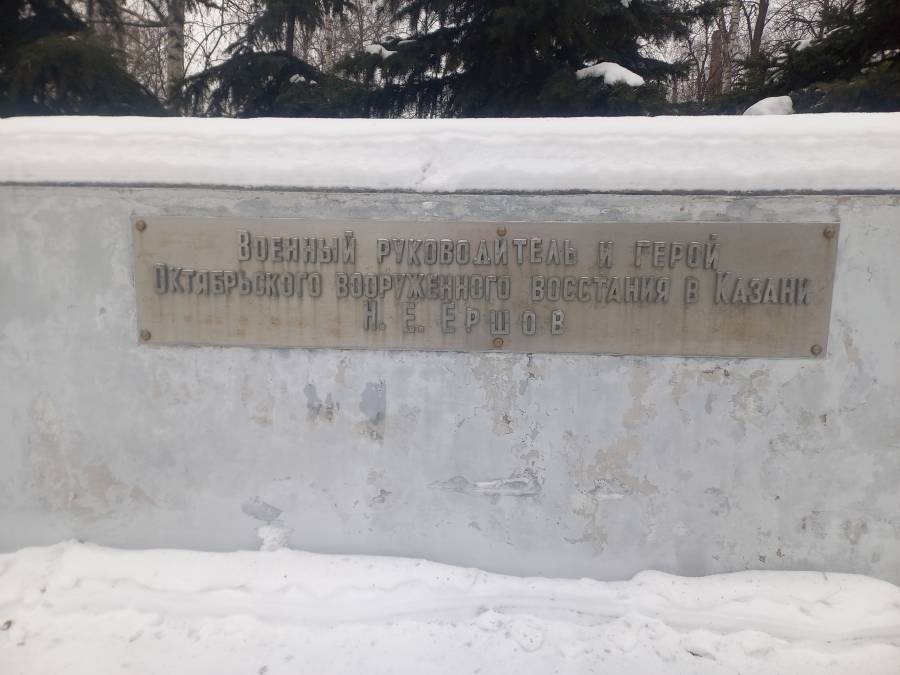 Военный руководитель и герой
Октябрьского вооруженного восстания в Казани
Н. Е. Ершов